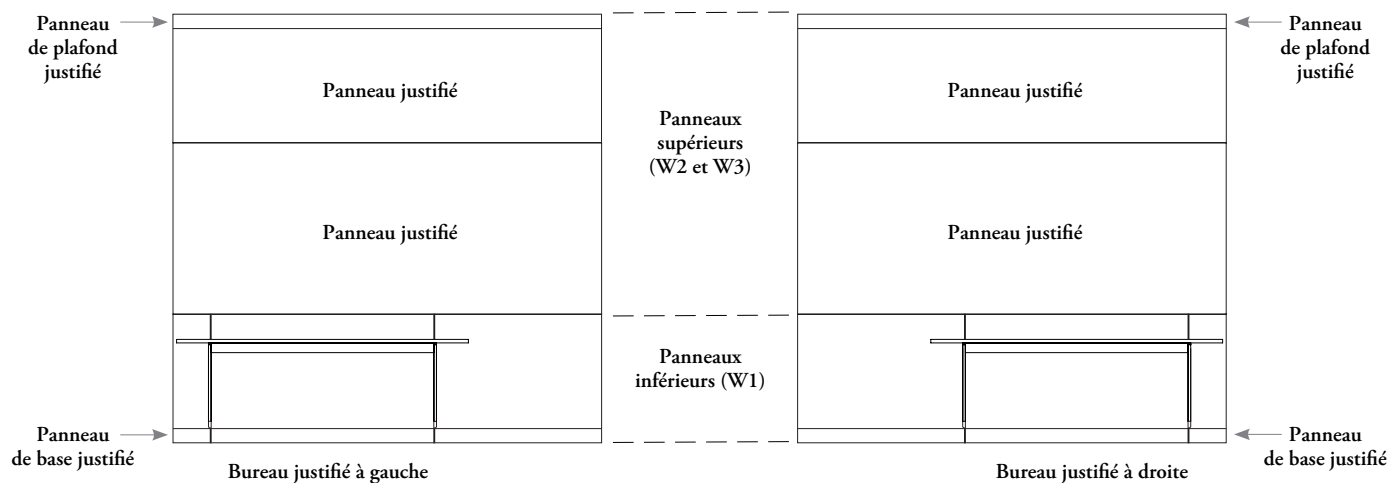 Panneau
de plafond
justifié
Panneau justifié
Panneau justifié
Panneau
de base justifié
Bureau justifié à gauche
Panneaux
supérieurs
(W2 et W3)
Panneaux
inférieurs (W1)
Panneau justifié
Panneau justifié
Bureau justifié à droite
Panneau
de plafond
justifié
Panneau
de base justifié